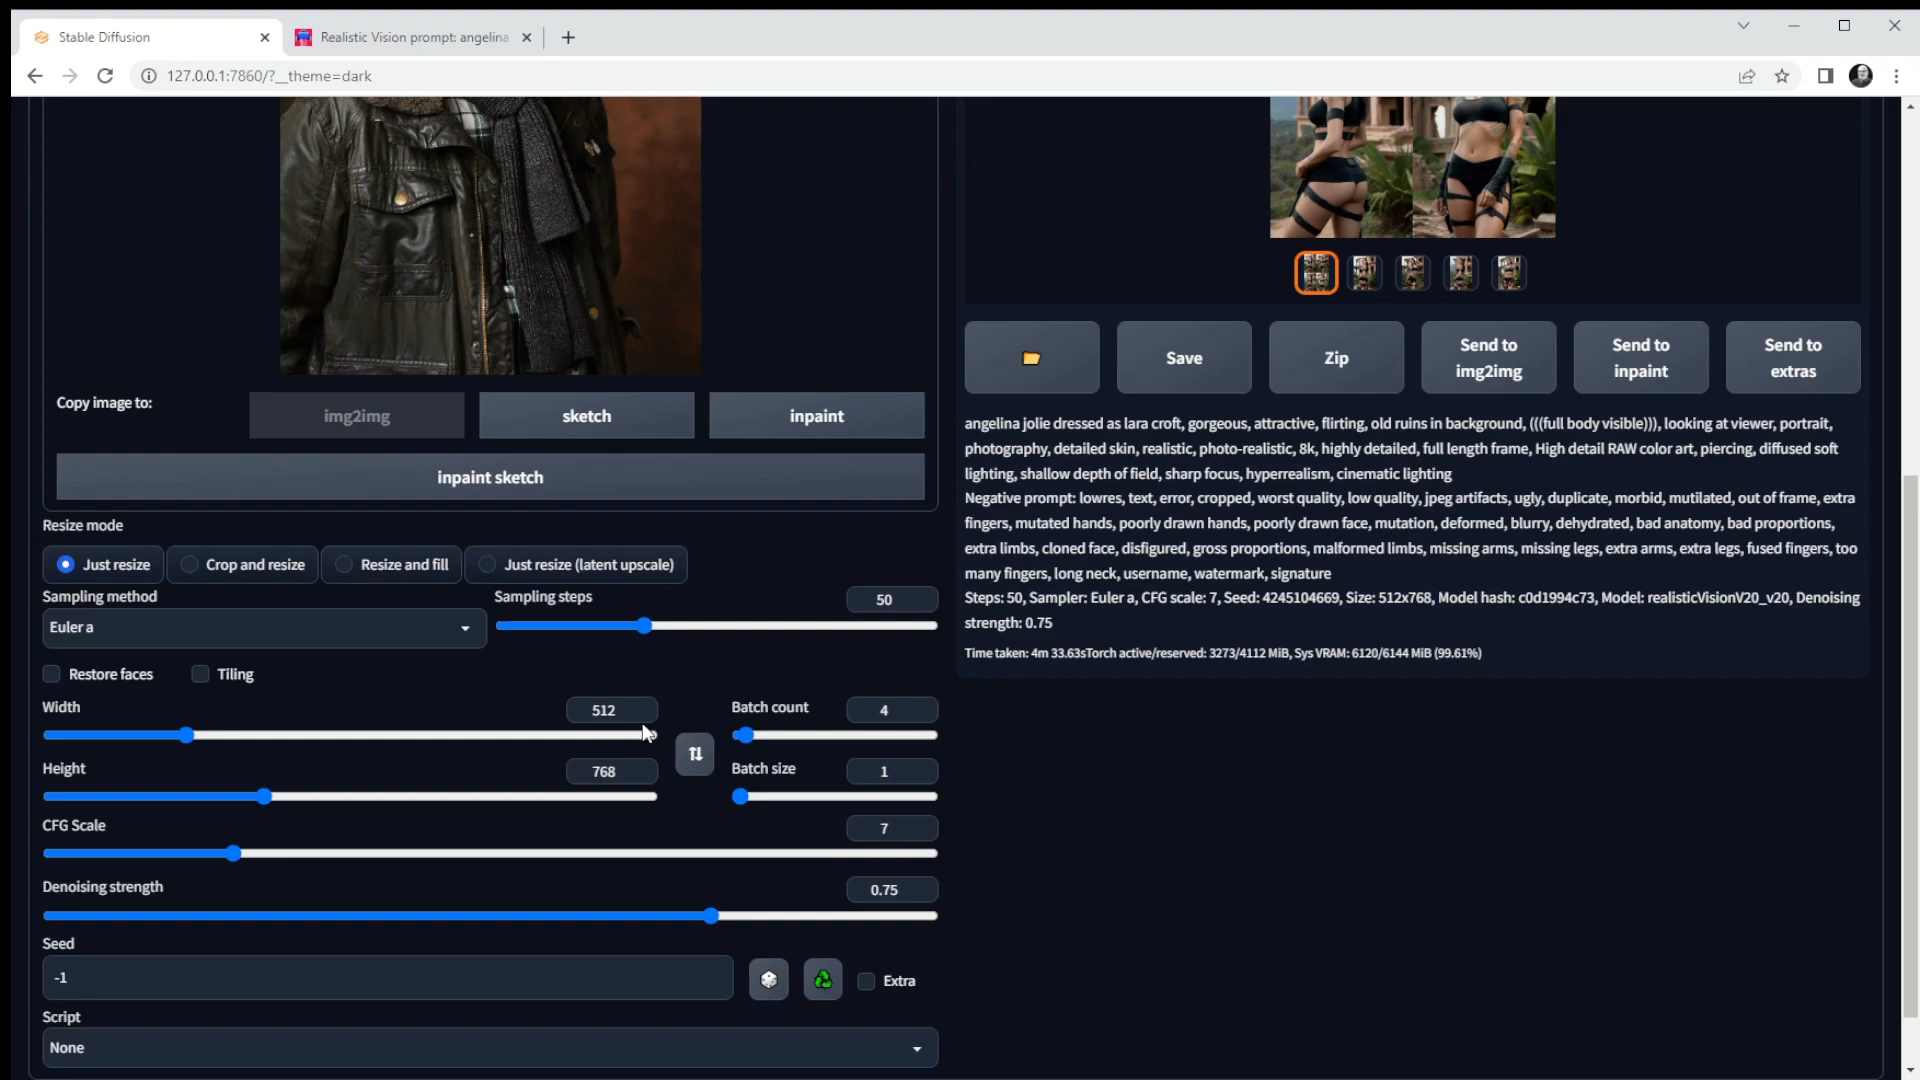 Stable Diffusion
Realistic Vision prompt: angelina
127.0.0.1:7860/?__theme=dark
Copy image to:
img2img
sketch
inpaint
inpaint sketch
Resize mode
Just resize
Crop and resize
Resize and fill
Just resize (latent upscale)
Sampling method
Sampling steps
50
Euler a
Restore faces
Tiling
Width
512
Batch count
4
Height
768
Batch size
1
CFG Scale
7
Denoising strength
0.75
Seed
-1
Extra
Script
None
Save
Zip
Send to
img2img
Send to
inpaint
Send to
extras
angelina jolie dressed as lara croft, gorgeous, attractive, flirting, old ruins in background, (((full body visible))), looking at viewer, portrait,
photography, detailed skin, realistic, photo-realistic, 8k, highly detailed, full length frame, High detail RAW color art, piercing, diffused soft
lighting, shallow depth of field, sharp focus, hyperrealism, cinematic lighting
Negative prompt: lowres, text, error, cropped, worst quality, low quality, jpeg artifacts, ugly, duplicate, morbid, mutilated, out of frame, extra
fingers, mutated hands, poorly drawn hands, poorly drawn face, mutation, deformed, blurry, dehydrated, bad anatomy, bad proportions,
extra limbs, cloned face, disfigured, gross proportions, malformed limbs, missing arms, missing legs, extra arms, extra legs, fused fingers, too
many fingers, long neck, username, watermark, signature
Steps: 50, Sampler: Euler a, CFG scale: 7, Seed: 4245104669, Size: 512x768, Model hash: c0d1994c73, Model: realisticVisionV20_v20, Denoising
strength: 0.75
Time taken: 4m 33.63sTorch active/reserved: 3273/4112 MiB, Sys VRAM: 6120/6144 MiB (99.61%)